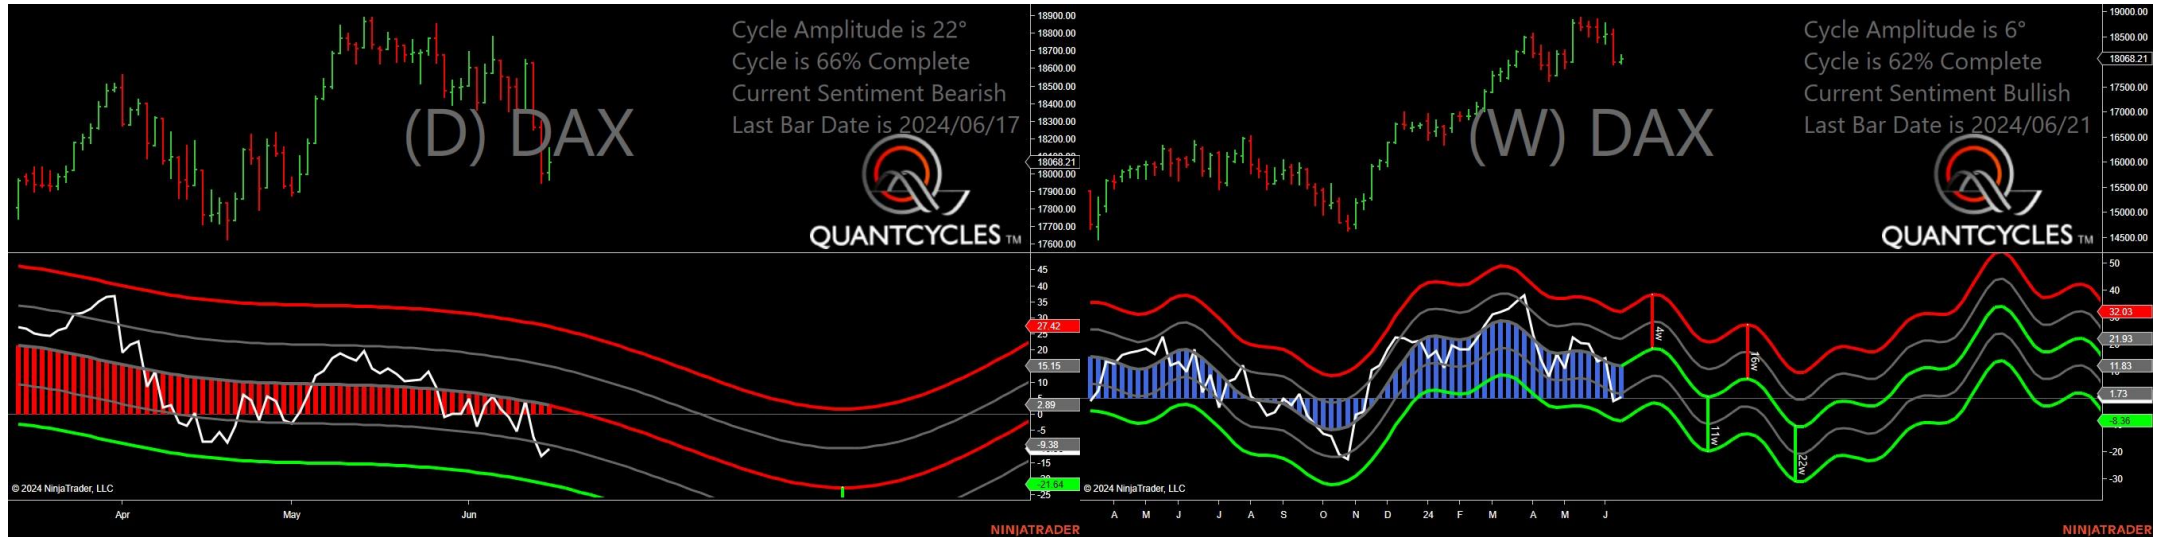 Cycle Amplitude is 22°
Cycle is 66% Complete
Current Sentiment Bearish
Last Bar Date is 2024/06/17
(D) DAX
QUANTCYCLES TM
18900.00
18800.00
18700.00
18600.00
18500.00
18400.00
18300.00
18200.00
18068.21
18000.00
17900.00
17800.00
17700.00
17600.00
45
40
35
30
27.42
20
15.15
10
5
2.89
0
-5
-9.38
-15
-21.64
-25
© 2024 NinjaTrader, LLC
Apr May Jun
NINJATRADER
Cycle Amplitude is 6°
Cycle is 62% Complete
Current Sentiment Bullish
Last Bar Date is 2024/06/21
(W) DAX
QUANTCYCLES TM
19000.00
18500.00
18068.21
17500.00
17000.00
16500.00
16000.00
15500.00
15000.00
14500.00
50
40
32.03
21.93
11.83
1.73
-8.36
-20
-30
4w
16w
11w
22w
© 2024 NinjaTrader, LLC
A M J J A S O N D 24 F M A M J
NINJATRADER